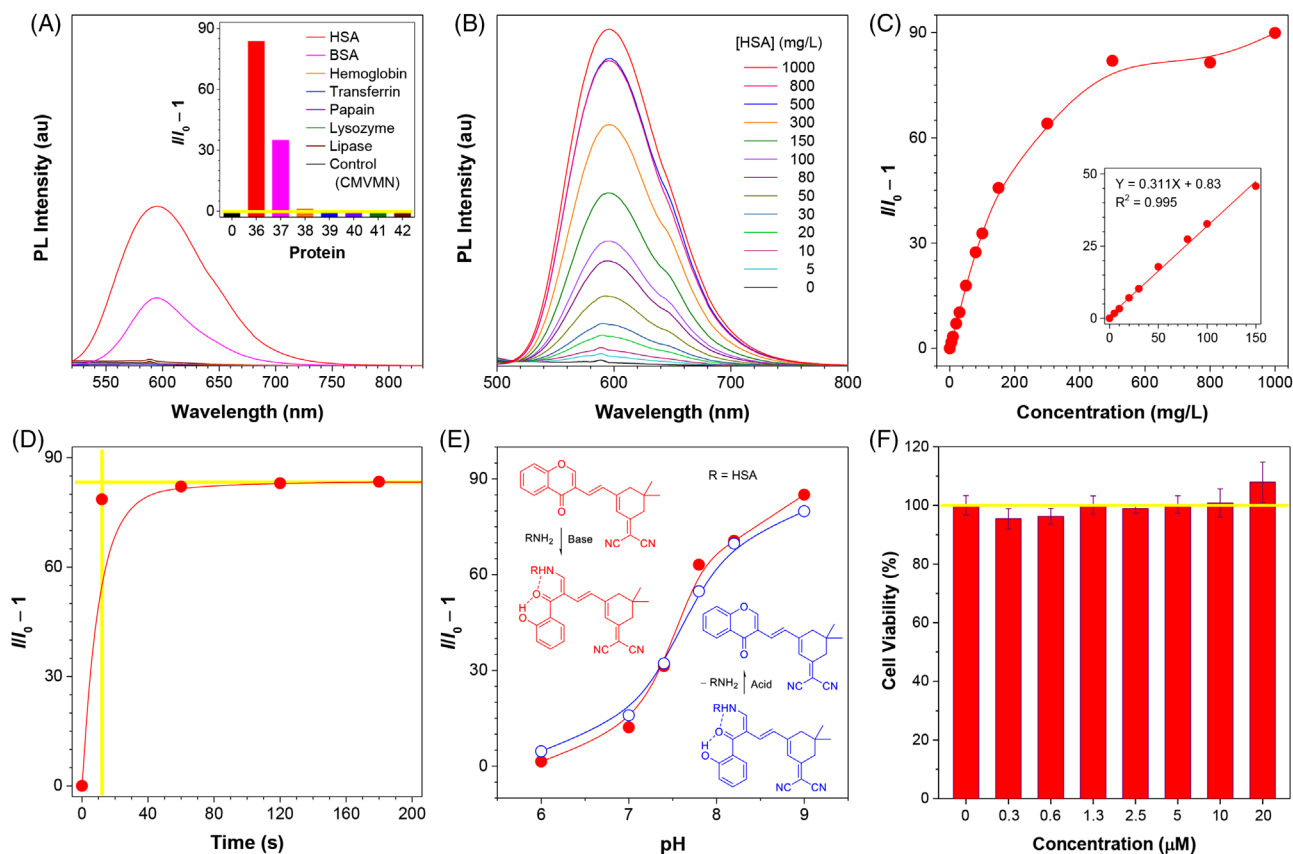 (A)
PL Intensity (au)
Wavelength (nm)
550 600 650 700 750 800
I/I0 − 1
90
60
30
0
0 36 37 38 39 40 41 42
Protein
HSA
BSA
Hemoglobin
Transferrin
Papain
Lysozyme
Lipase
Control
(CMVMN)
(B)
PL Intensity (au)
[HSA] (mg/L)
1000
800
500
300
150
100
80
50
30
20
10
5
0
500 600 700 800
Wavelength (nm)
(C)
I/I0 − 1
90
60
30
0
0 200 400 600 800 1000
Concentration (mg/L)
Y = 0.311X + 0.83
R2 = 0.995
50
25
0
0 50 100 150
(D)
I/I0 − 1
90
60
30
0
0 40 80 120 160 200
Time (s)
(E)
I/I0 − 1
90
60
30
0
6 7 8 9
pH
R = HSA
O
O
NC CN
RNH2 Base
RHN
O
H
O
NC CN
O
O
NC CN
− RNH2 Acid
RHN
O
H
O
NC CN
(F)
Cell Viability (%)
120
100
80
60
40
20
0
0 0.3 0.6 1.3 2.5 5 10 20
Concentration (μM)